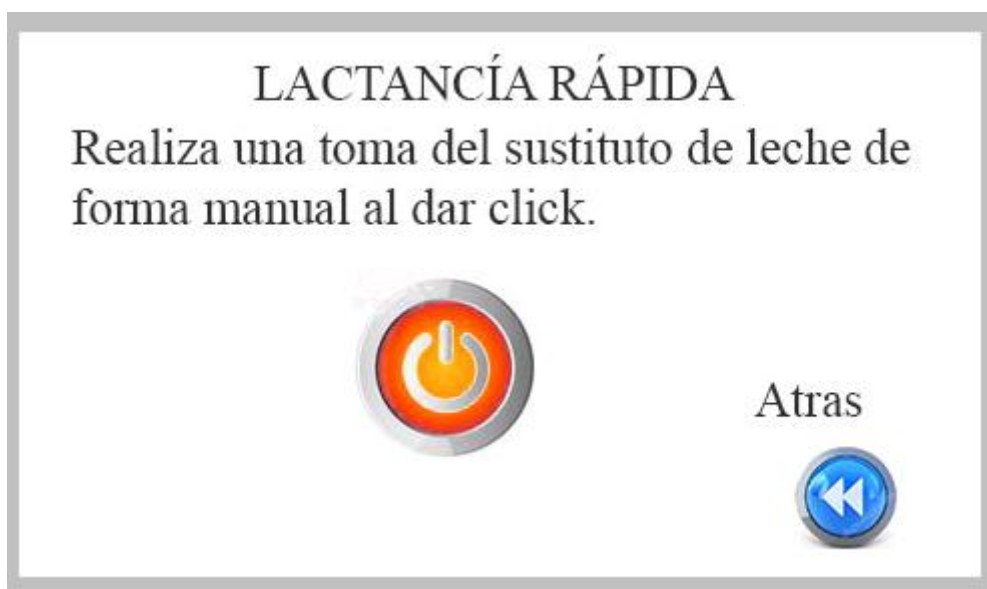 LACTANCÍA RÁPIDA
Realiza una toma del sustituto de leche de
forma manual al dar click.
Atras